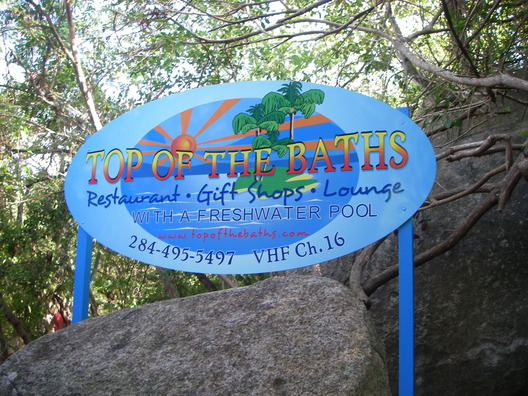 TOP OF THE BATHS
Restaurant · Gift Shops · Lounge
WITH A FRESHWATER POOL
www.topofthebaths.com
284-495-5497 VHF Ch. 16